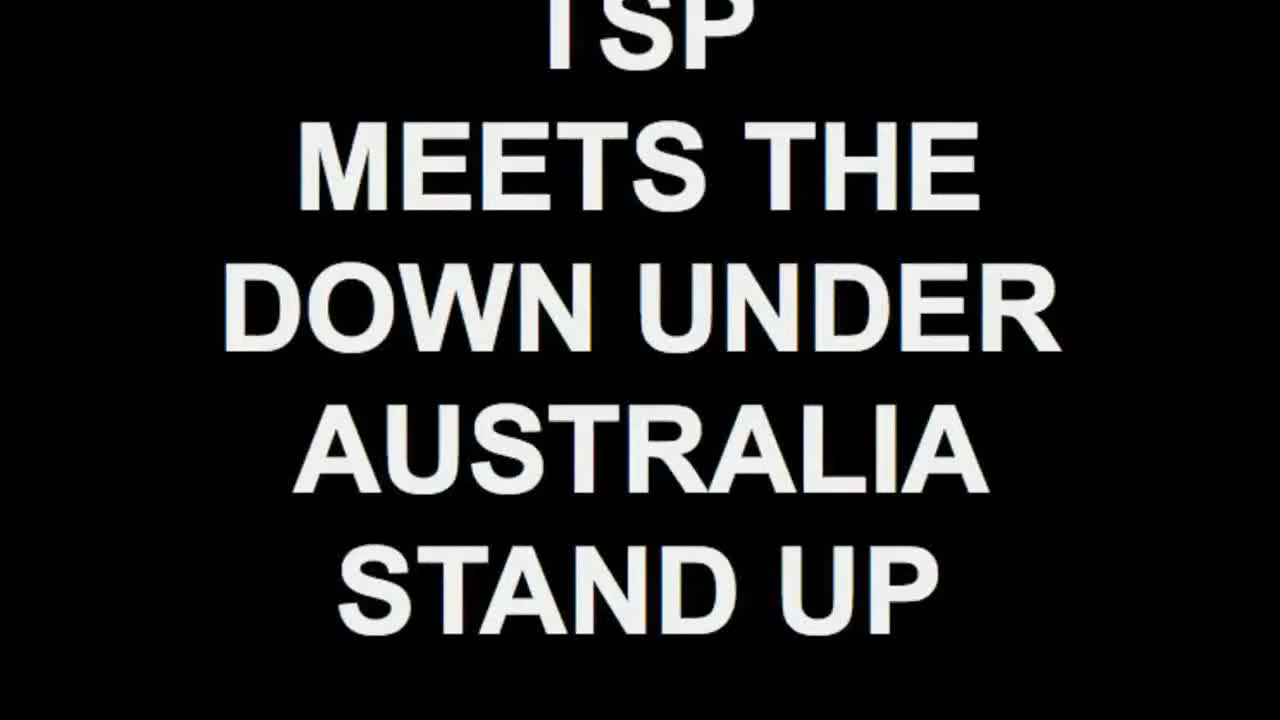 TSP
MEETS THE
DOWN UNDER
AUSTRALIA
STAND UP